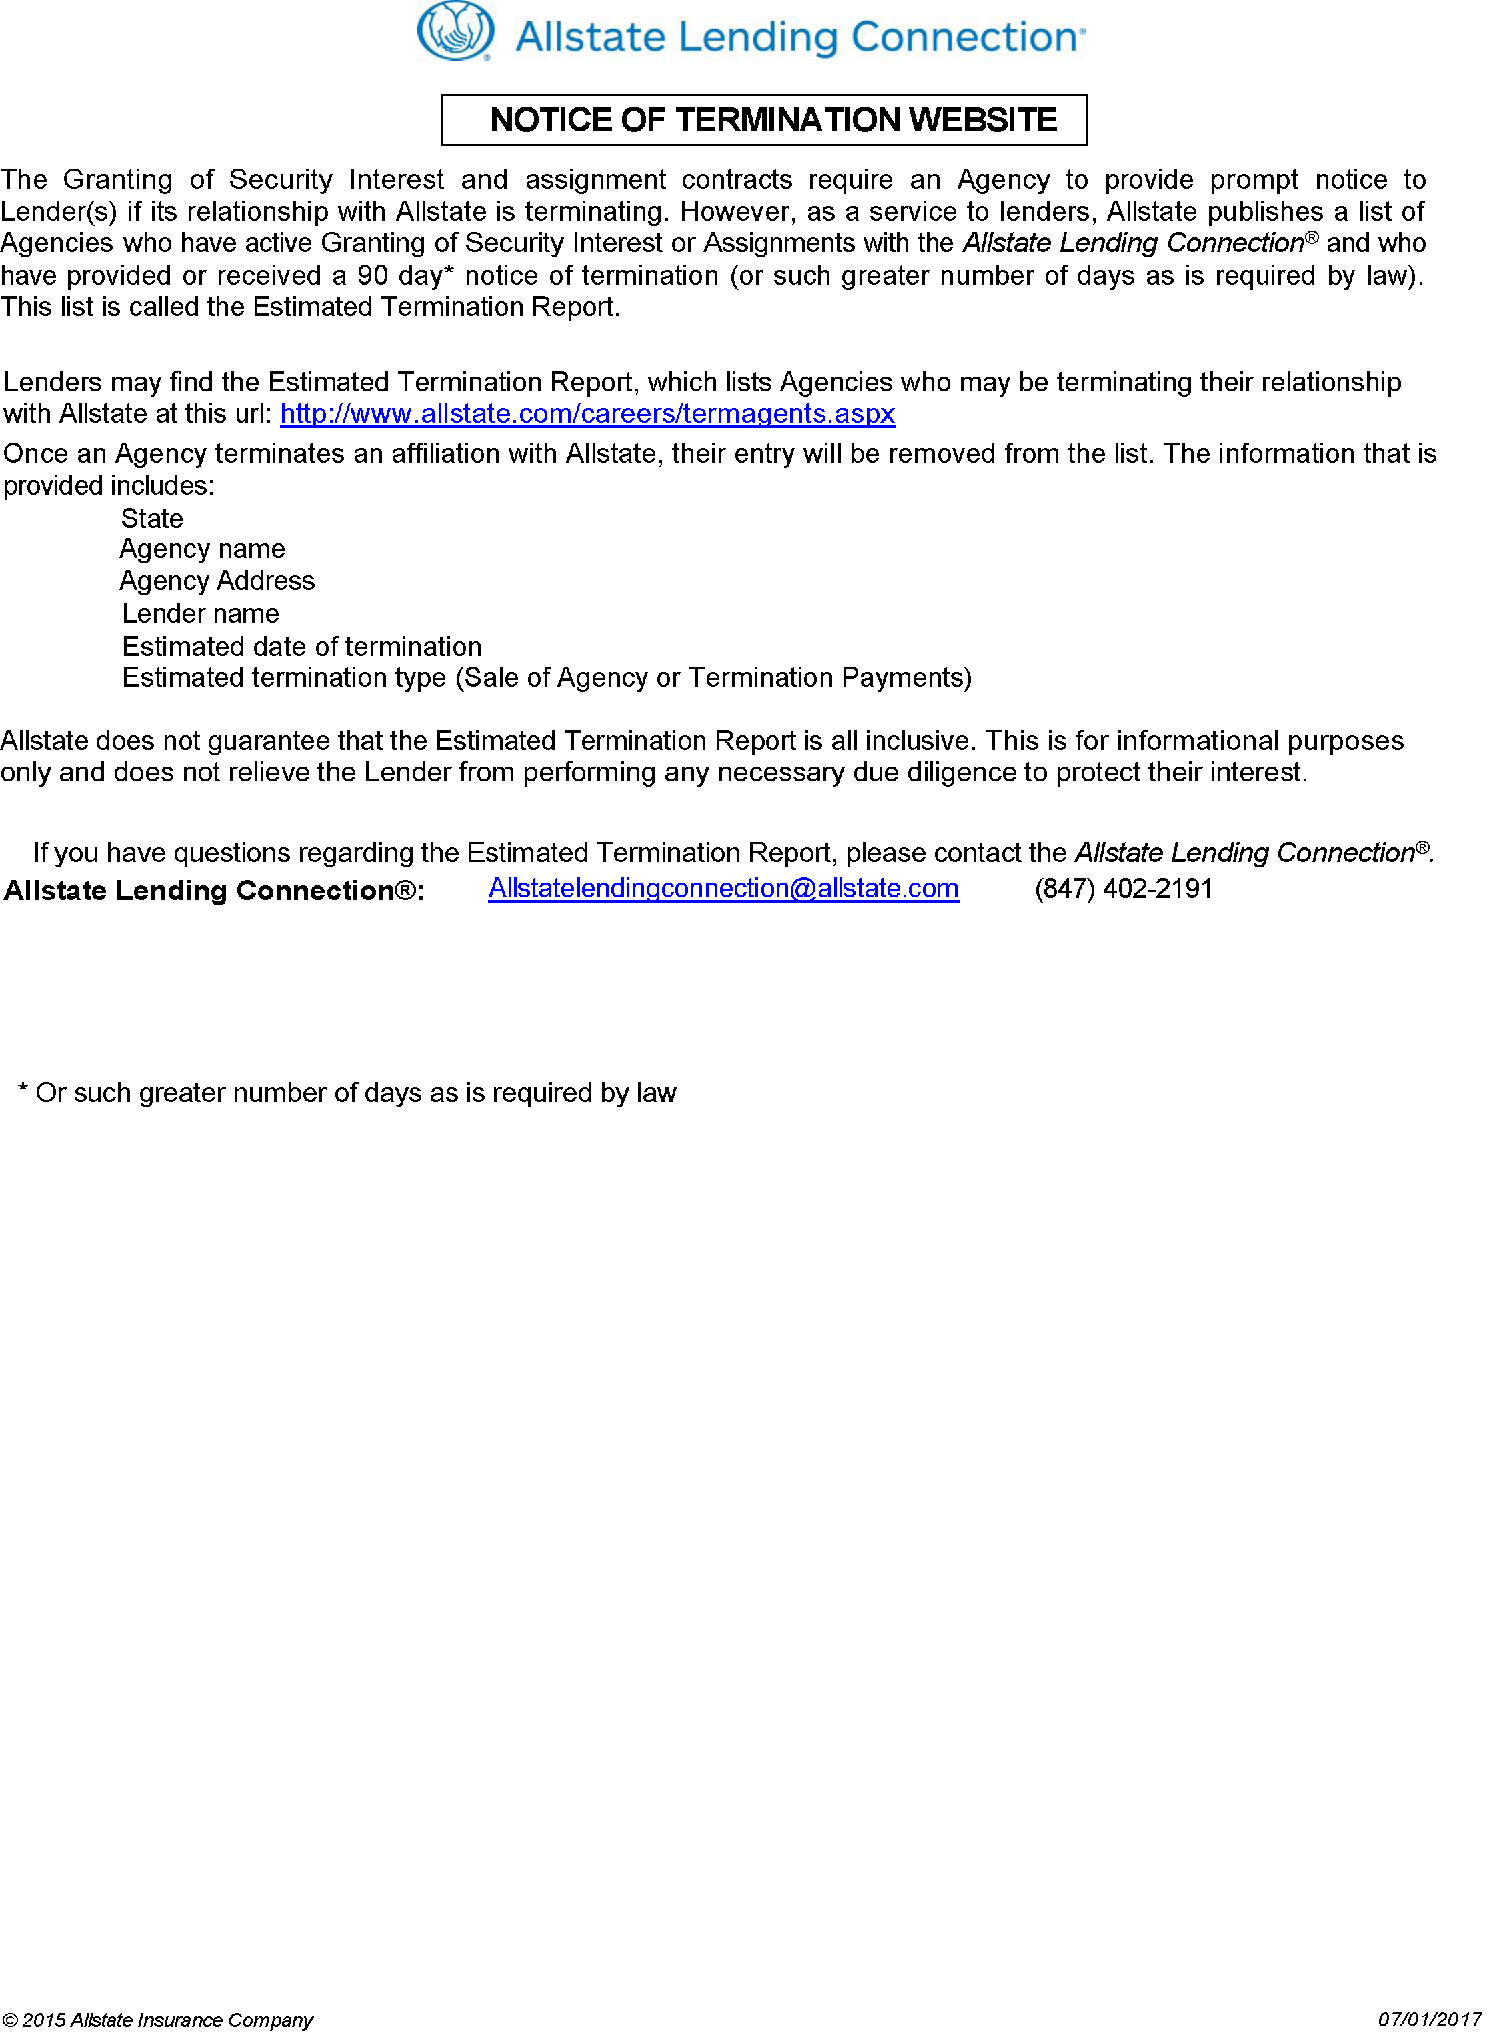 Allstate Lending Connection®
NOTICE OF TERMINATION WEBSITE
The Granting of Security Interest and assignment contracts require an Agency to provide prompt notice to
Lender(s) if its relationship with Allstate is terminating. However, as a service to lenders, Allstate publishes a list of
Agencies who have active Granting of Security Interest or Assignments with the Allstate Lending Connection® and who
have provided or received a 90 day* notice of termination (or such greater number of days as is required by law).
This list is called the Estimated Termination Report.
Lenders may find the Estimated Termination Report, which lists Agencies who may be terminating their relationship
with Allstate at this url: http://www.allstate.com/careers/termagents.aspx
Once an Agency terminates an affiliation with Allstate, their entry will be removed from the list. The information that is
provided includes:
State
Agency name
Agency Address
Lender name
Estimated date of termination
Estimated termination type (Sale of Agency or Termination Payments)
Allstate does not guarantee that the Estimated Termination Report is all inclusive. This is for informational purposes
only and does not relieve the Lender from performing any necessary due diligence to protect their interest.
If you have questions regarding the Estimated Termination Report, please contact the Allstate Lending Connection®.
Allstate Lending Connection®: Allstatelendingconnection@allstate.com (847) 402-2191
* Or such greater number of days as is required by law
© 2015 Allstate Insurance Company 07/01/2017